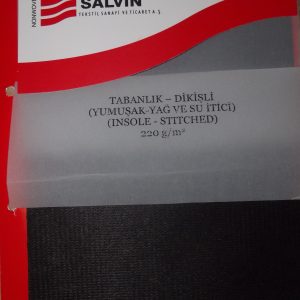 SALVİN
TEKSTİL SANAYİ VE TİCARET A.Ş.
TABANLIK – DİKİŞLİ
(YUMUŞAK-YAĞ VE SU İTİCİ)
(INSOLE - STITCHED)
220 g/m²